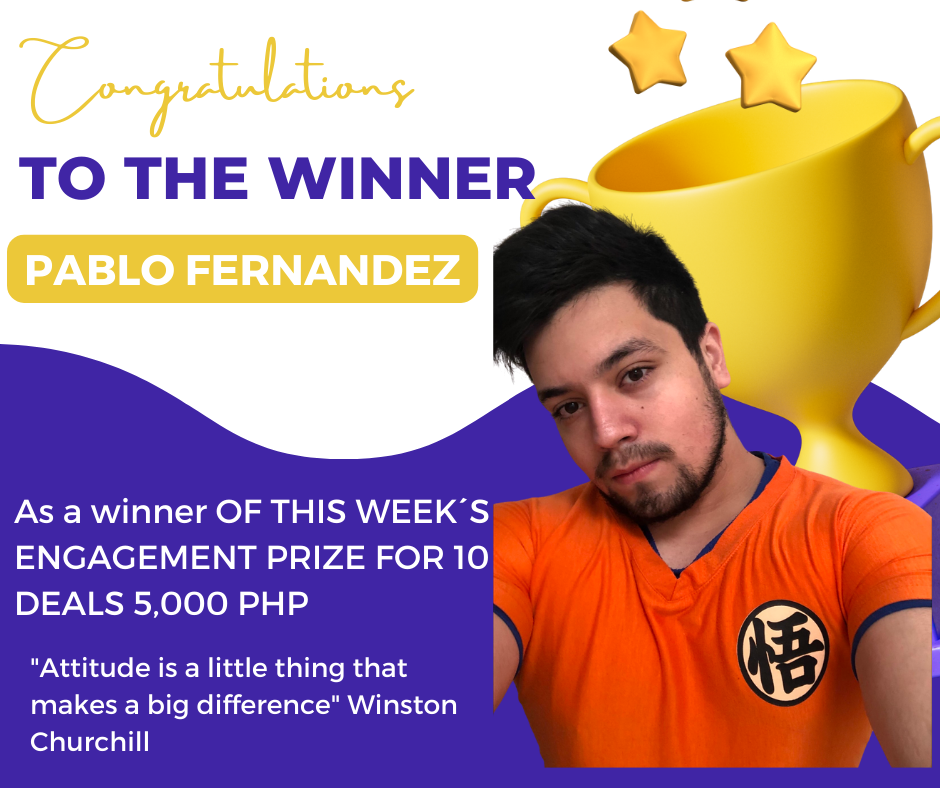 Congratulations
TO THE WINNER
PABLO FERNANDEZ
As a winner OF THIS WEEK´S
ENGAGEMENT PRIZE FOR 10
DEALS 5,000 PHP
"Attitude is a little thing that
makes a big difference" Winston
Churchill
悟